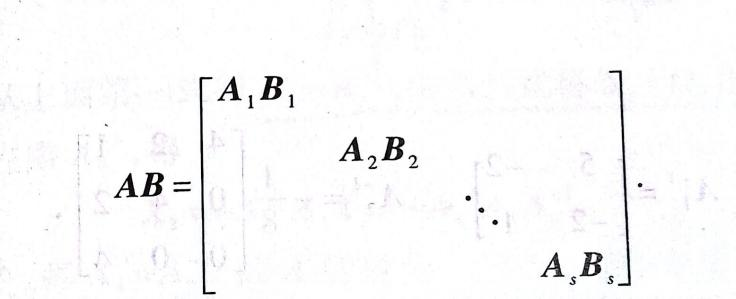 A₁B₁
A₂B₂
AB = [ ⋱ ] .
AₛBₛ